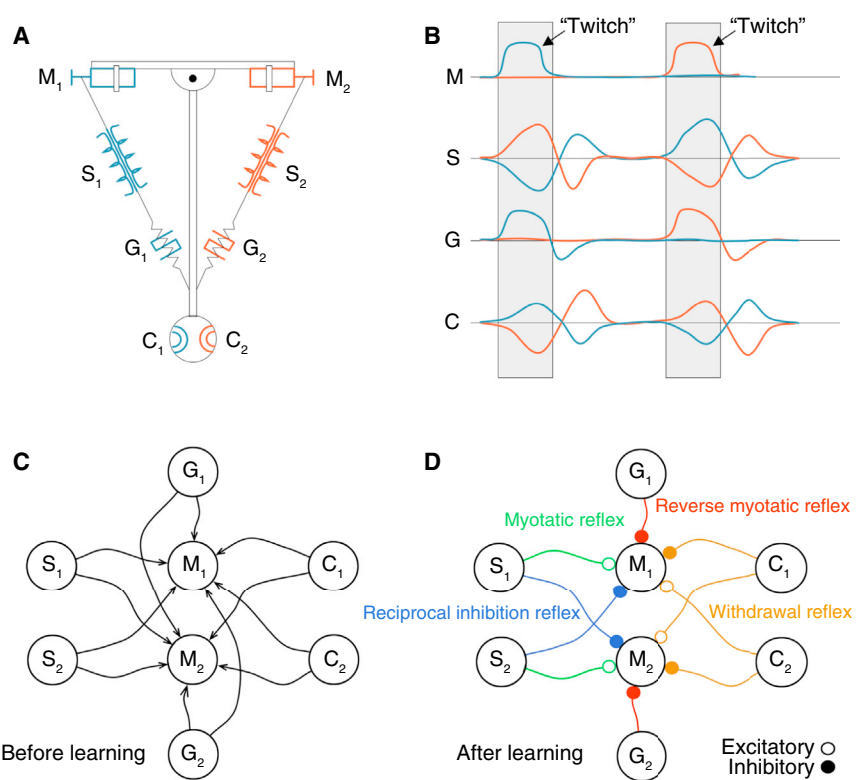 A
M1
M2
S1
S2
G1
G2
C1
C2
B
"Twitch"
"Twitch"
M
S
G
C
C
G1
S1
M1
C1
S2
M2
C2
G2
Before learning
D
G1
Reverse myotatic reflex
Myotatic reflex
S1
M1
C1
Reciprocal inhibition reflex
Withdrawal reflex
S2
M2
C2
G2
After learning
Excitatory
Inhibitory